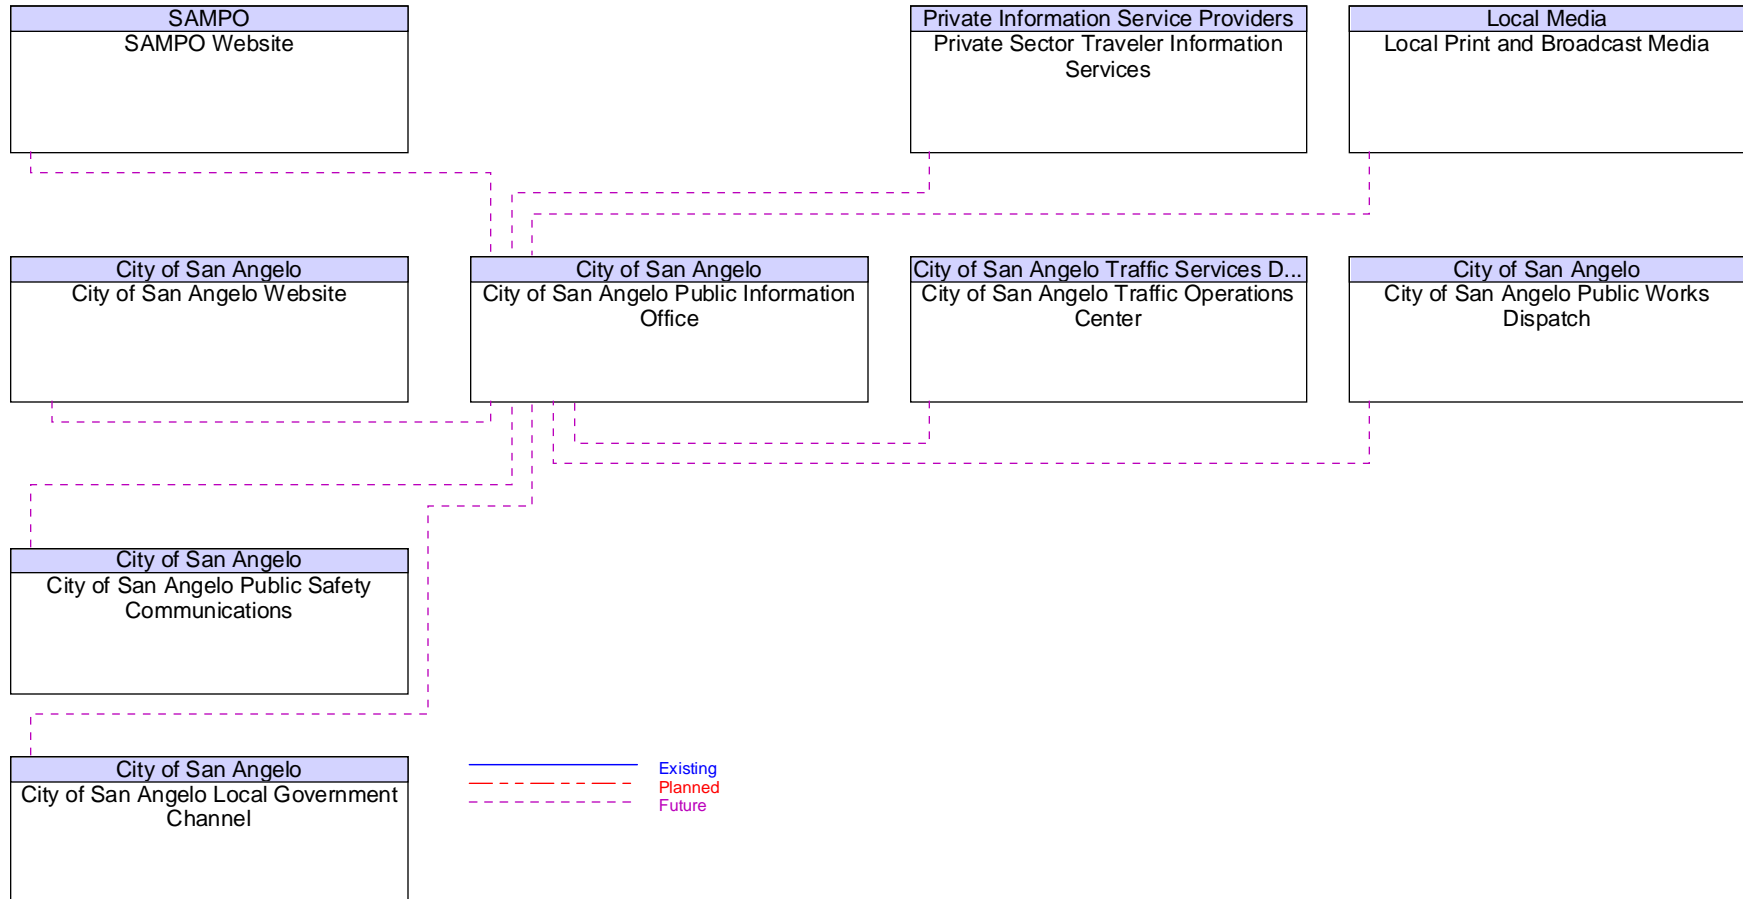 SAMPO
SAMPO Website
Private Information Service Providers
Private Sector Traveler Information
Services
Local Media
Local Print and Broadcast Media
City of San Angelo
City of San Angelo Website
City of San Angelo
City of San Angelo Public Information
Office
City of San Angelo Traffic Services D...
City of San Angelo Traffic Operations
Center
City of San Angelo
City of San Angelo Public Works
Dispatch
City of San Angelo
City of San Angelo Public Safety
Communications
City of San Angelo
City of San Angelo Local Government
Channel
Existing
Planned
Future